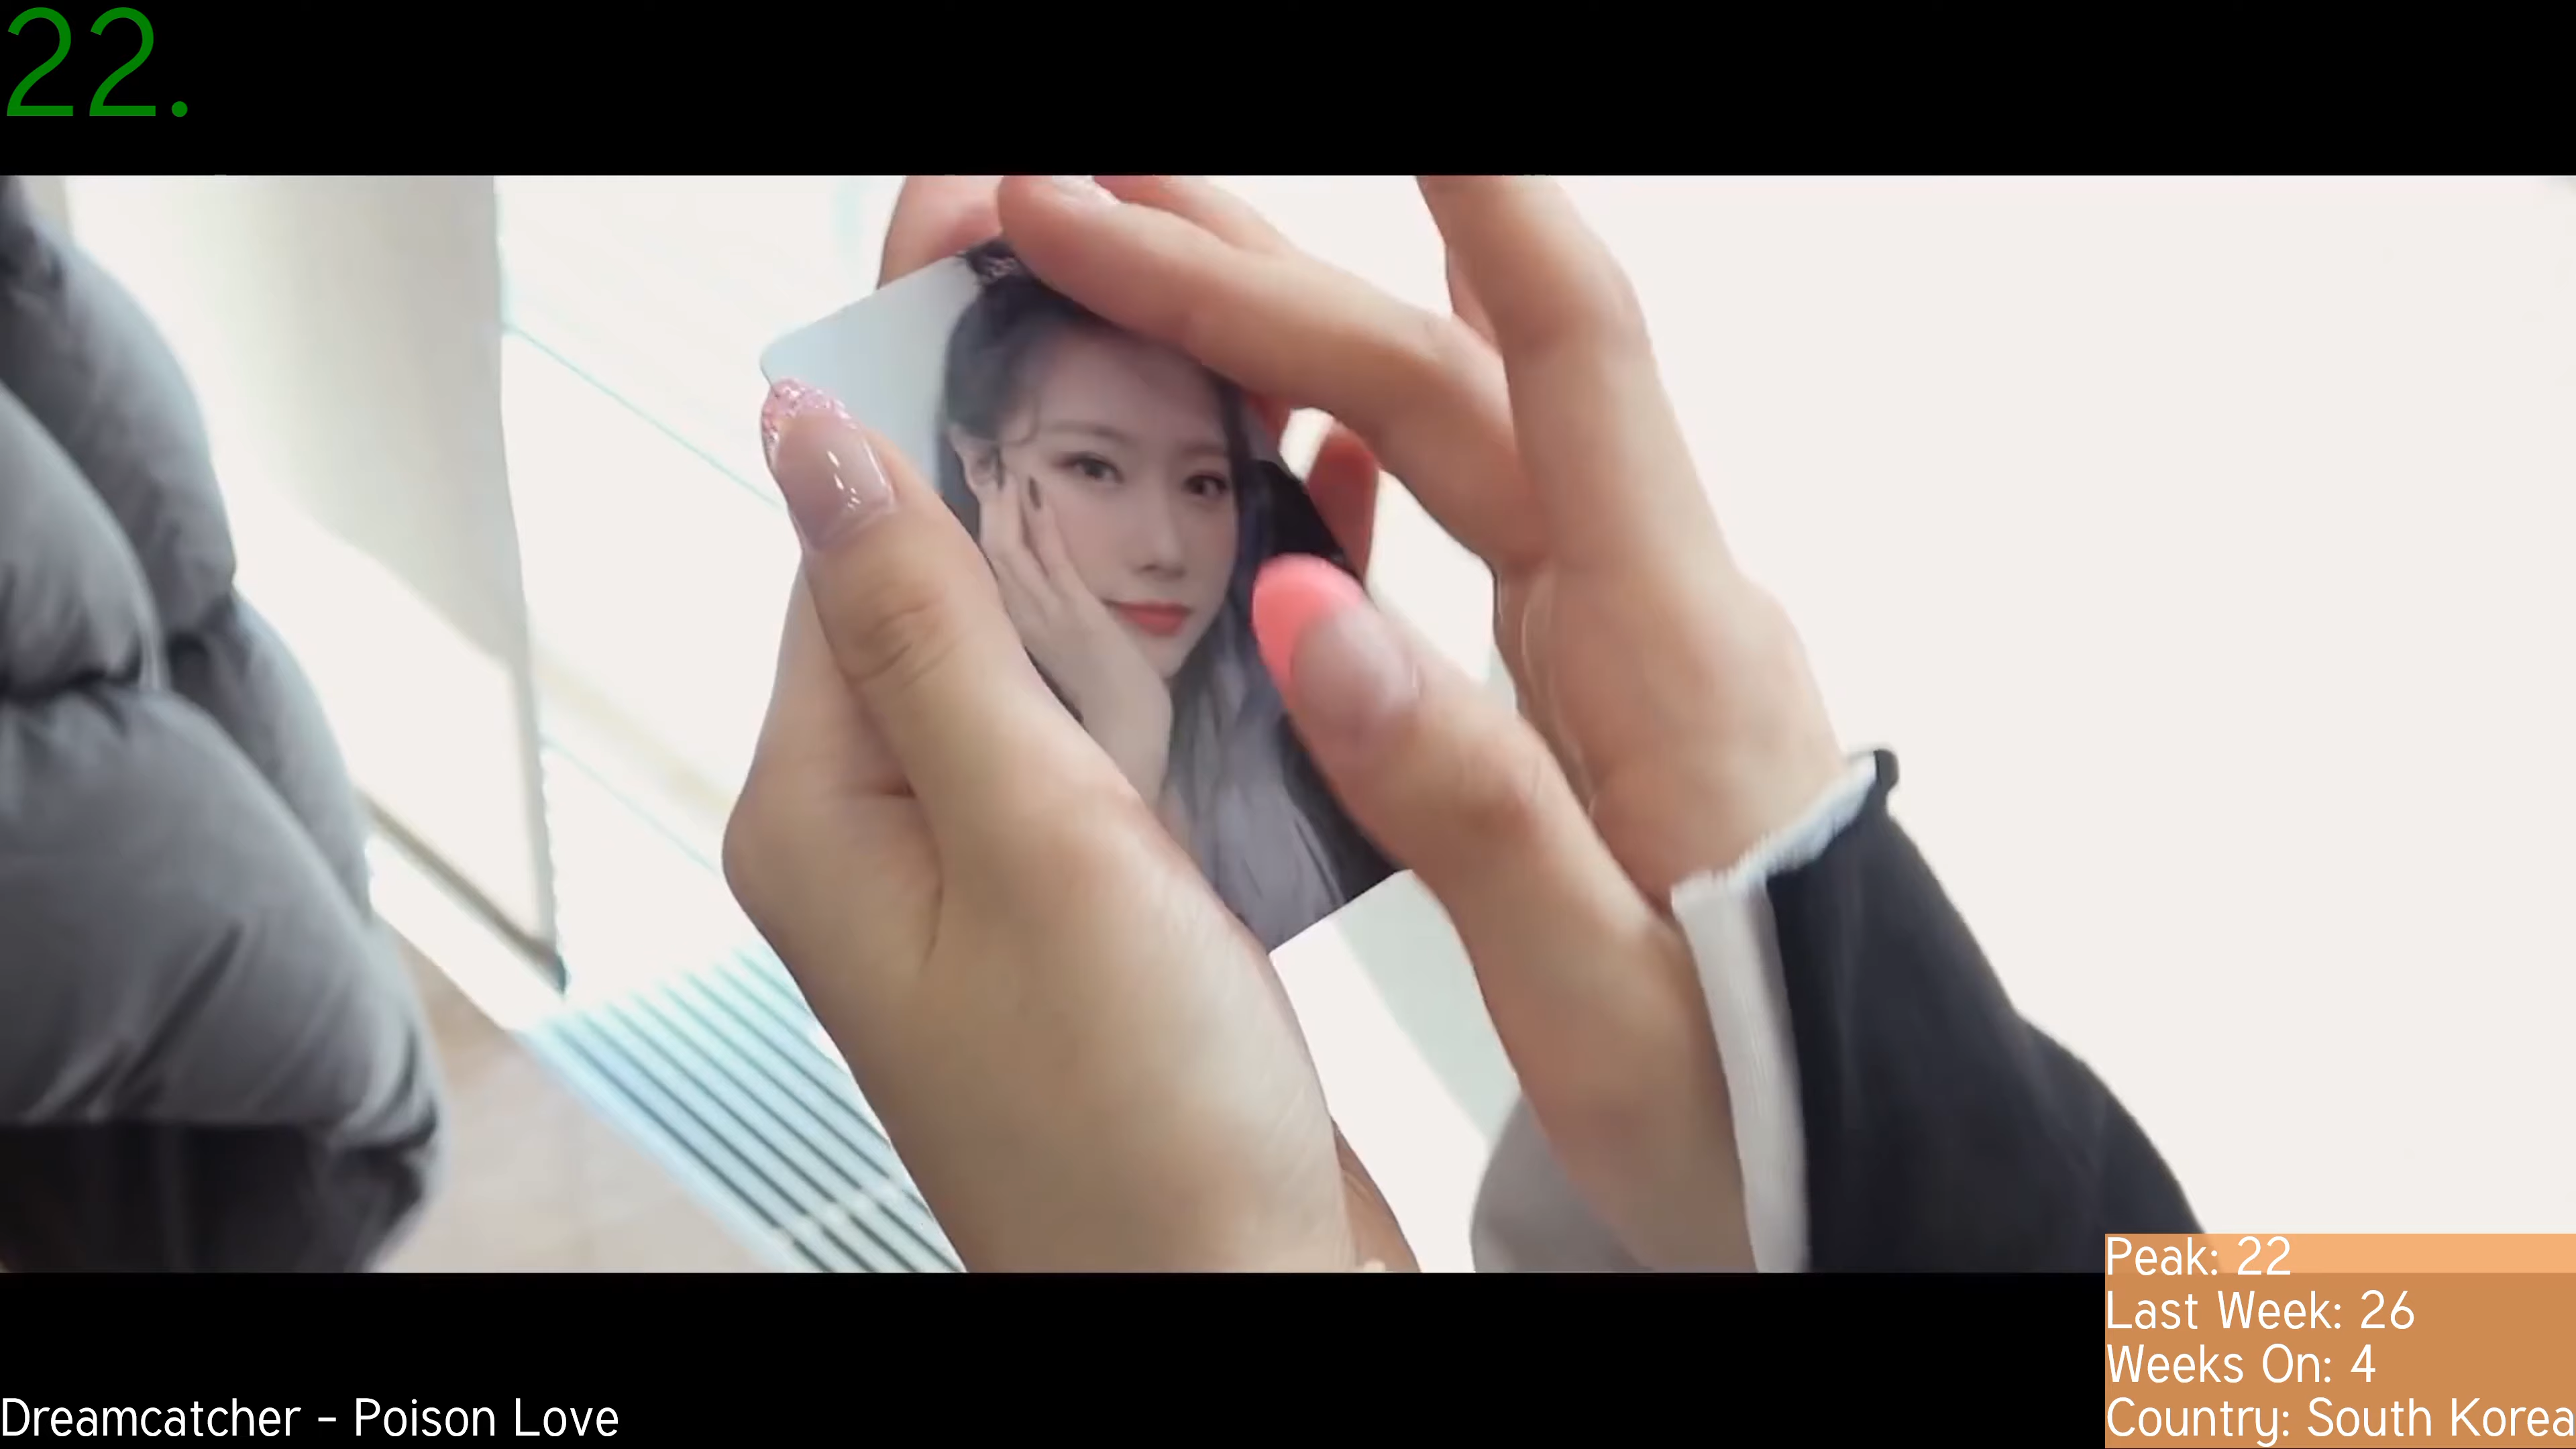 22.
Peak: 22
Last Week: 26
Weeks On: 4
Country: South Korea
Dreamcatcher - Poison Love